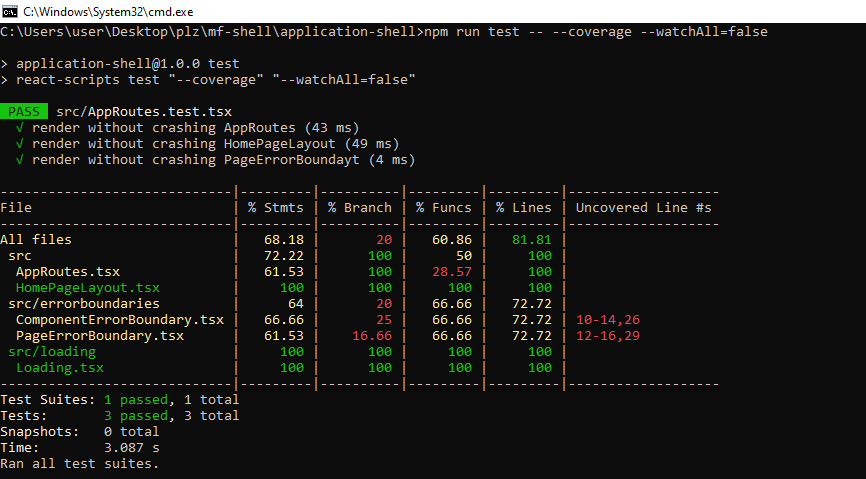 C:\Windows\System32\cmd.exe
C:\Users\user\Desktop\plz\mf-shell\application-shell>npm run test -- --coverage --watchAll=false
> application-shell@1.0.0 test
> react-scripts test "--coverage" "--watchAll=false"
PASS src/AppRoutes.test.tsx
√ render without crashing AppRoutes (43 ms)
√ render without crashing HomePageLayout (49 ms)
√ render without crashing PageErrorBoundayt (4 ms)
-----------------------------|---------|----------|---------|---------|-------------------
File                         | % Stmts | % Branch | % Funcs | % Lines | Uncovered Line #s
-----------------------------|---------|----------|---------|---------|-------------------
All files                    |   68.18 |       20 |   60.86 |   81.81 |
 src                         |   72.22 |      100 |      50 |     100 |
  AppRoutes.tsx              |   61.53 |      100 |   28.57 |     100 |
  HomePageLayout.tsx         |     100 |      100 |     100 |     100 |
 src/errorboundaries         |      64 |       20 |   66.66 |   72.72 |
  ComponentErrorBoundary.tsx |   66.66 |       25 |   66.66 |   72.72 | 10-14,26
  PageErrorBoundary.tsx      |   61.53 |    16.66 |   66.66 |   72.72 | 12-16,29
 src/loading                 |     100 |      100 |     100 |     100 |
  Loading.tsx                |     100 |      100 |     100 |     100 |
-----------------------------|---------|----------|---------|---------|-------------------
Test Suites: 1 passed, 1 total
Tests:       3 passed, 3 total
Snapshots:   0 total
Time:        3.087 s
Ran all test suites.